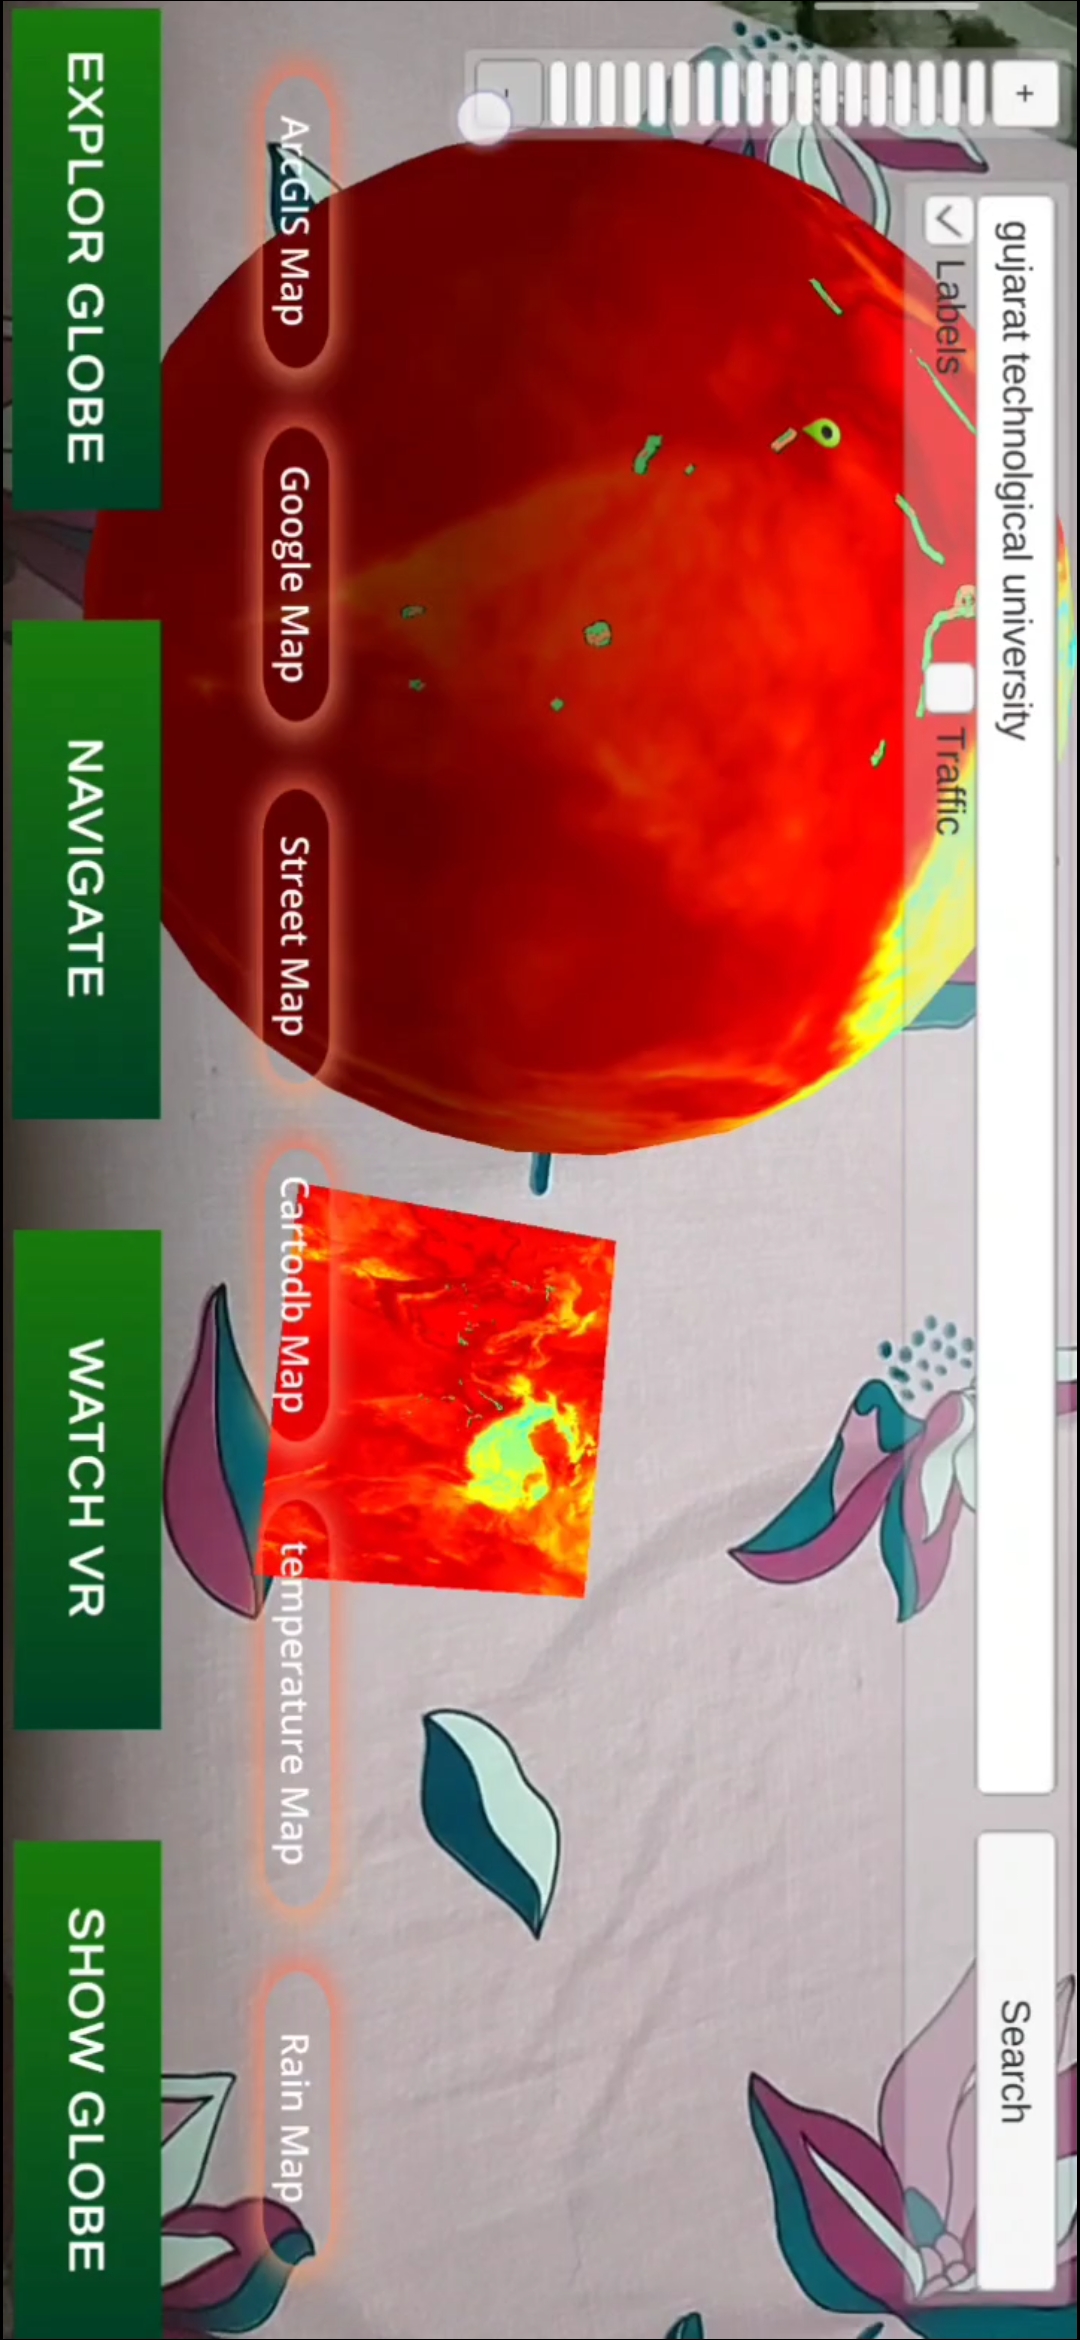 +
gujarat technolgical university
Search
Labels
Traffic
-
ArcGIS Map
Google Map
Street Map
Cartodb Map
temperature Map
Rain Map
EXPLOR GLOBE
NAVIGATE
WATCH VR
SHOW GLOBE